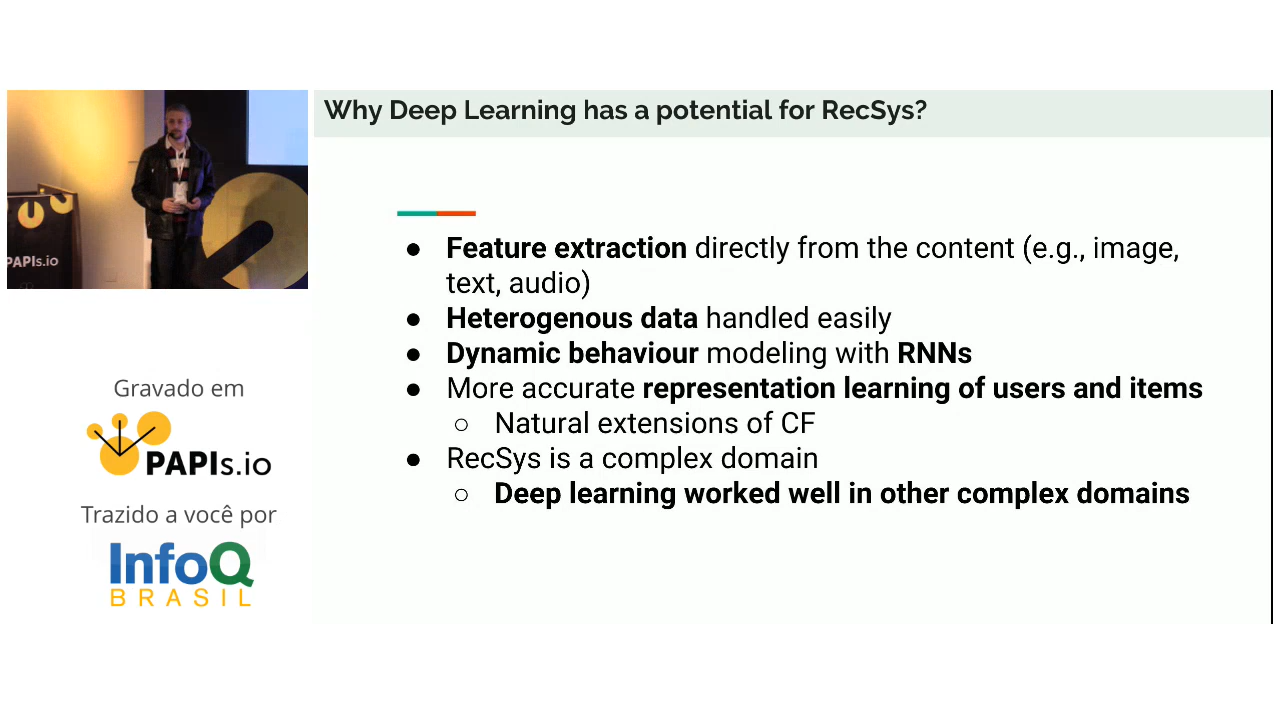 Why Deep Learning has a potential for RecSys?
PAPIs.io
● Feature extraction directly from the content (e.g., image,
text, audio)
● Heterogenous data handled easily
● Dynamic behaviour modeling with RNNs
● More accurate representation learning of users and items
○ Natural extensions of CF
● RecSys is a complex domain
○ Deep learning worked well in other complex domains
Gravado em
PAPIs.io
Trazido a você por
InfoQ
BRASIL